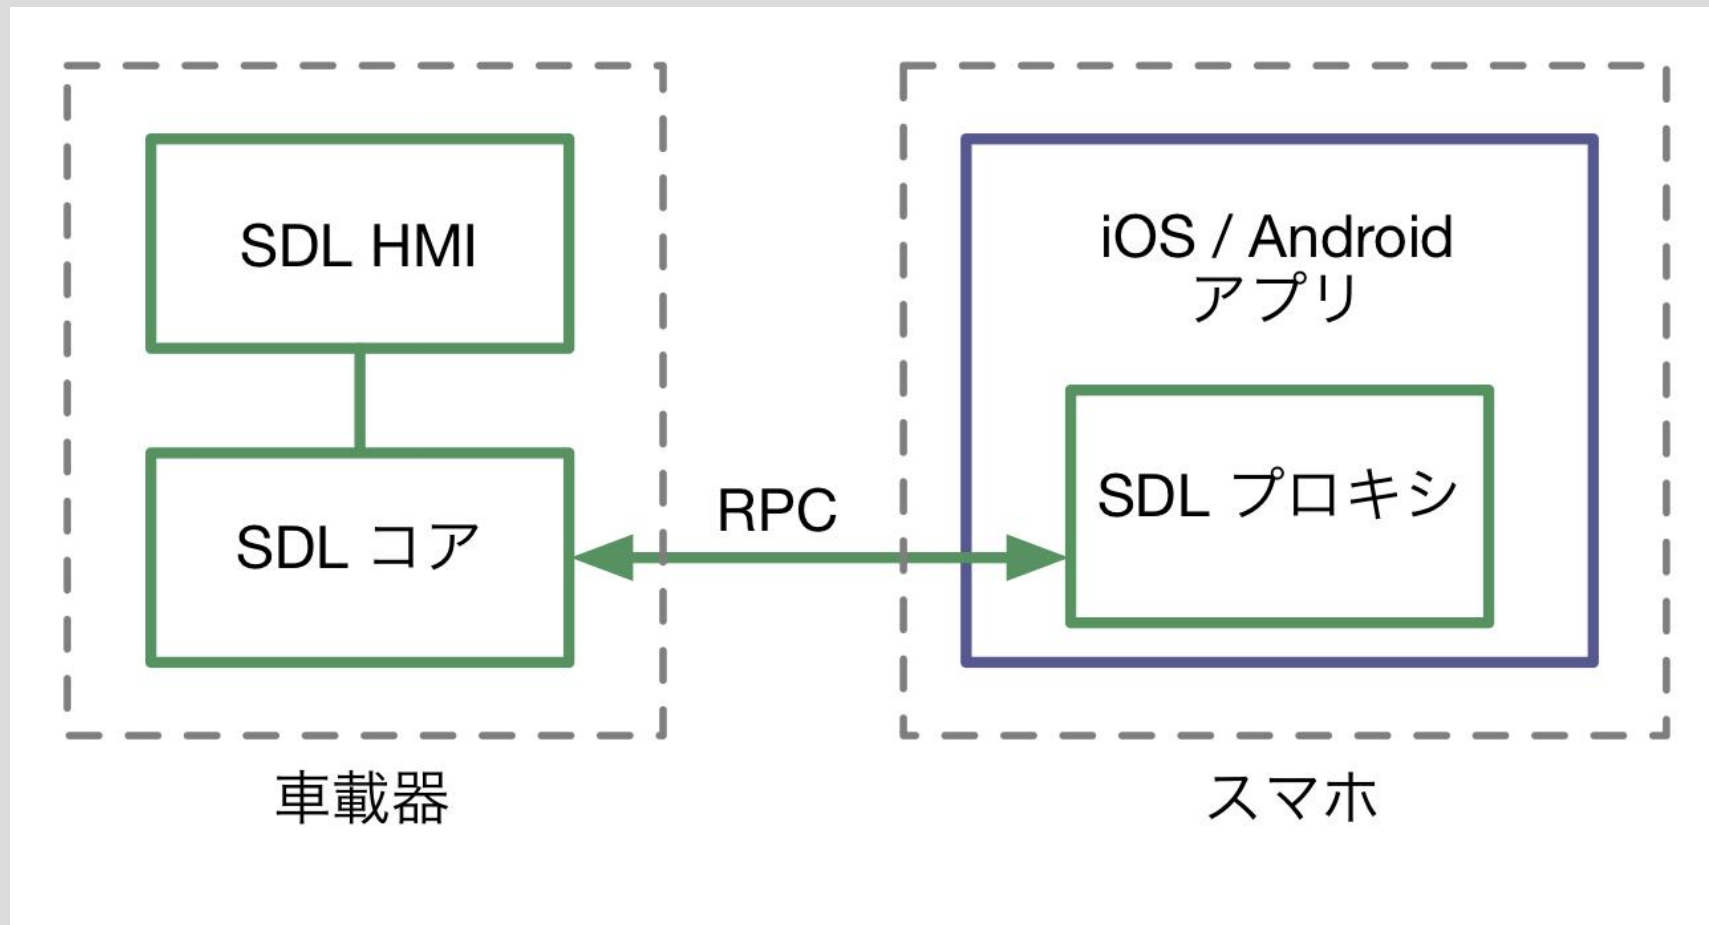 SDL HMI
SDL コア
車載器
RPC
iOS / Android
アプリ
SDL プロキシ
スマホ